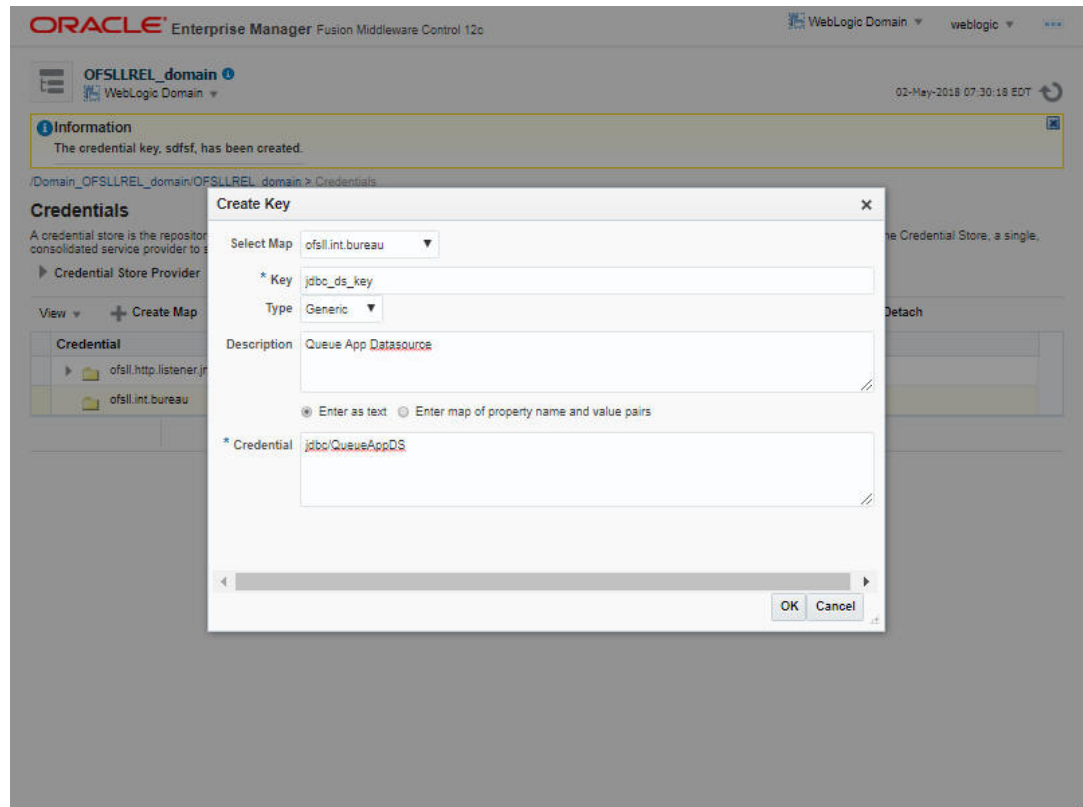 ORACLE Enterprise Manager Fusion Middleware Control 12c
WebLogic Domain
weblogic
OFSLLREL_domain
WebLogic Domain
02-May-2018 07:30:18 EDT
Information
The credential key, sdfsf, has been created.
/Domain_OFSLLREL_domain/OFSLLREL_domain > Credentials
Credentials
A credential store is the repositor
he Credential Store, a single,
consolidated service provider to s
Credential Store Provider
View
Create Map
Detach
Credential
ofsll.http.listener.jr
ofsll.int.bureau
Create Key
Select Map ofsll.int.bureau
* Key jdbc_ds_key
Type Generic
Description Queue App Datasource
Enter as text Enter map of property name and value pairs
* Credential jdbc/QueueAppDS
OK Cancel